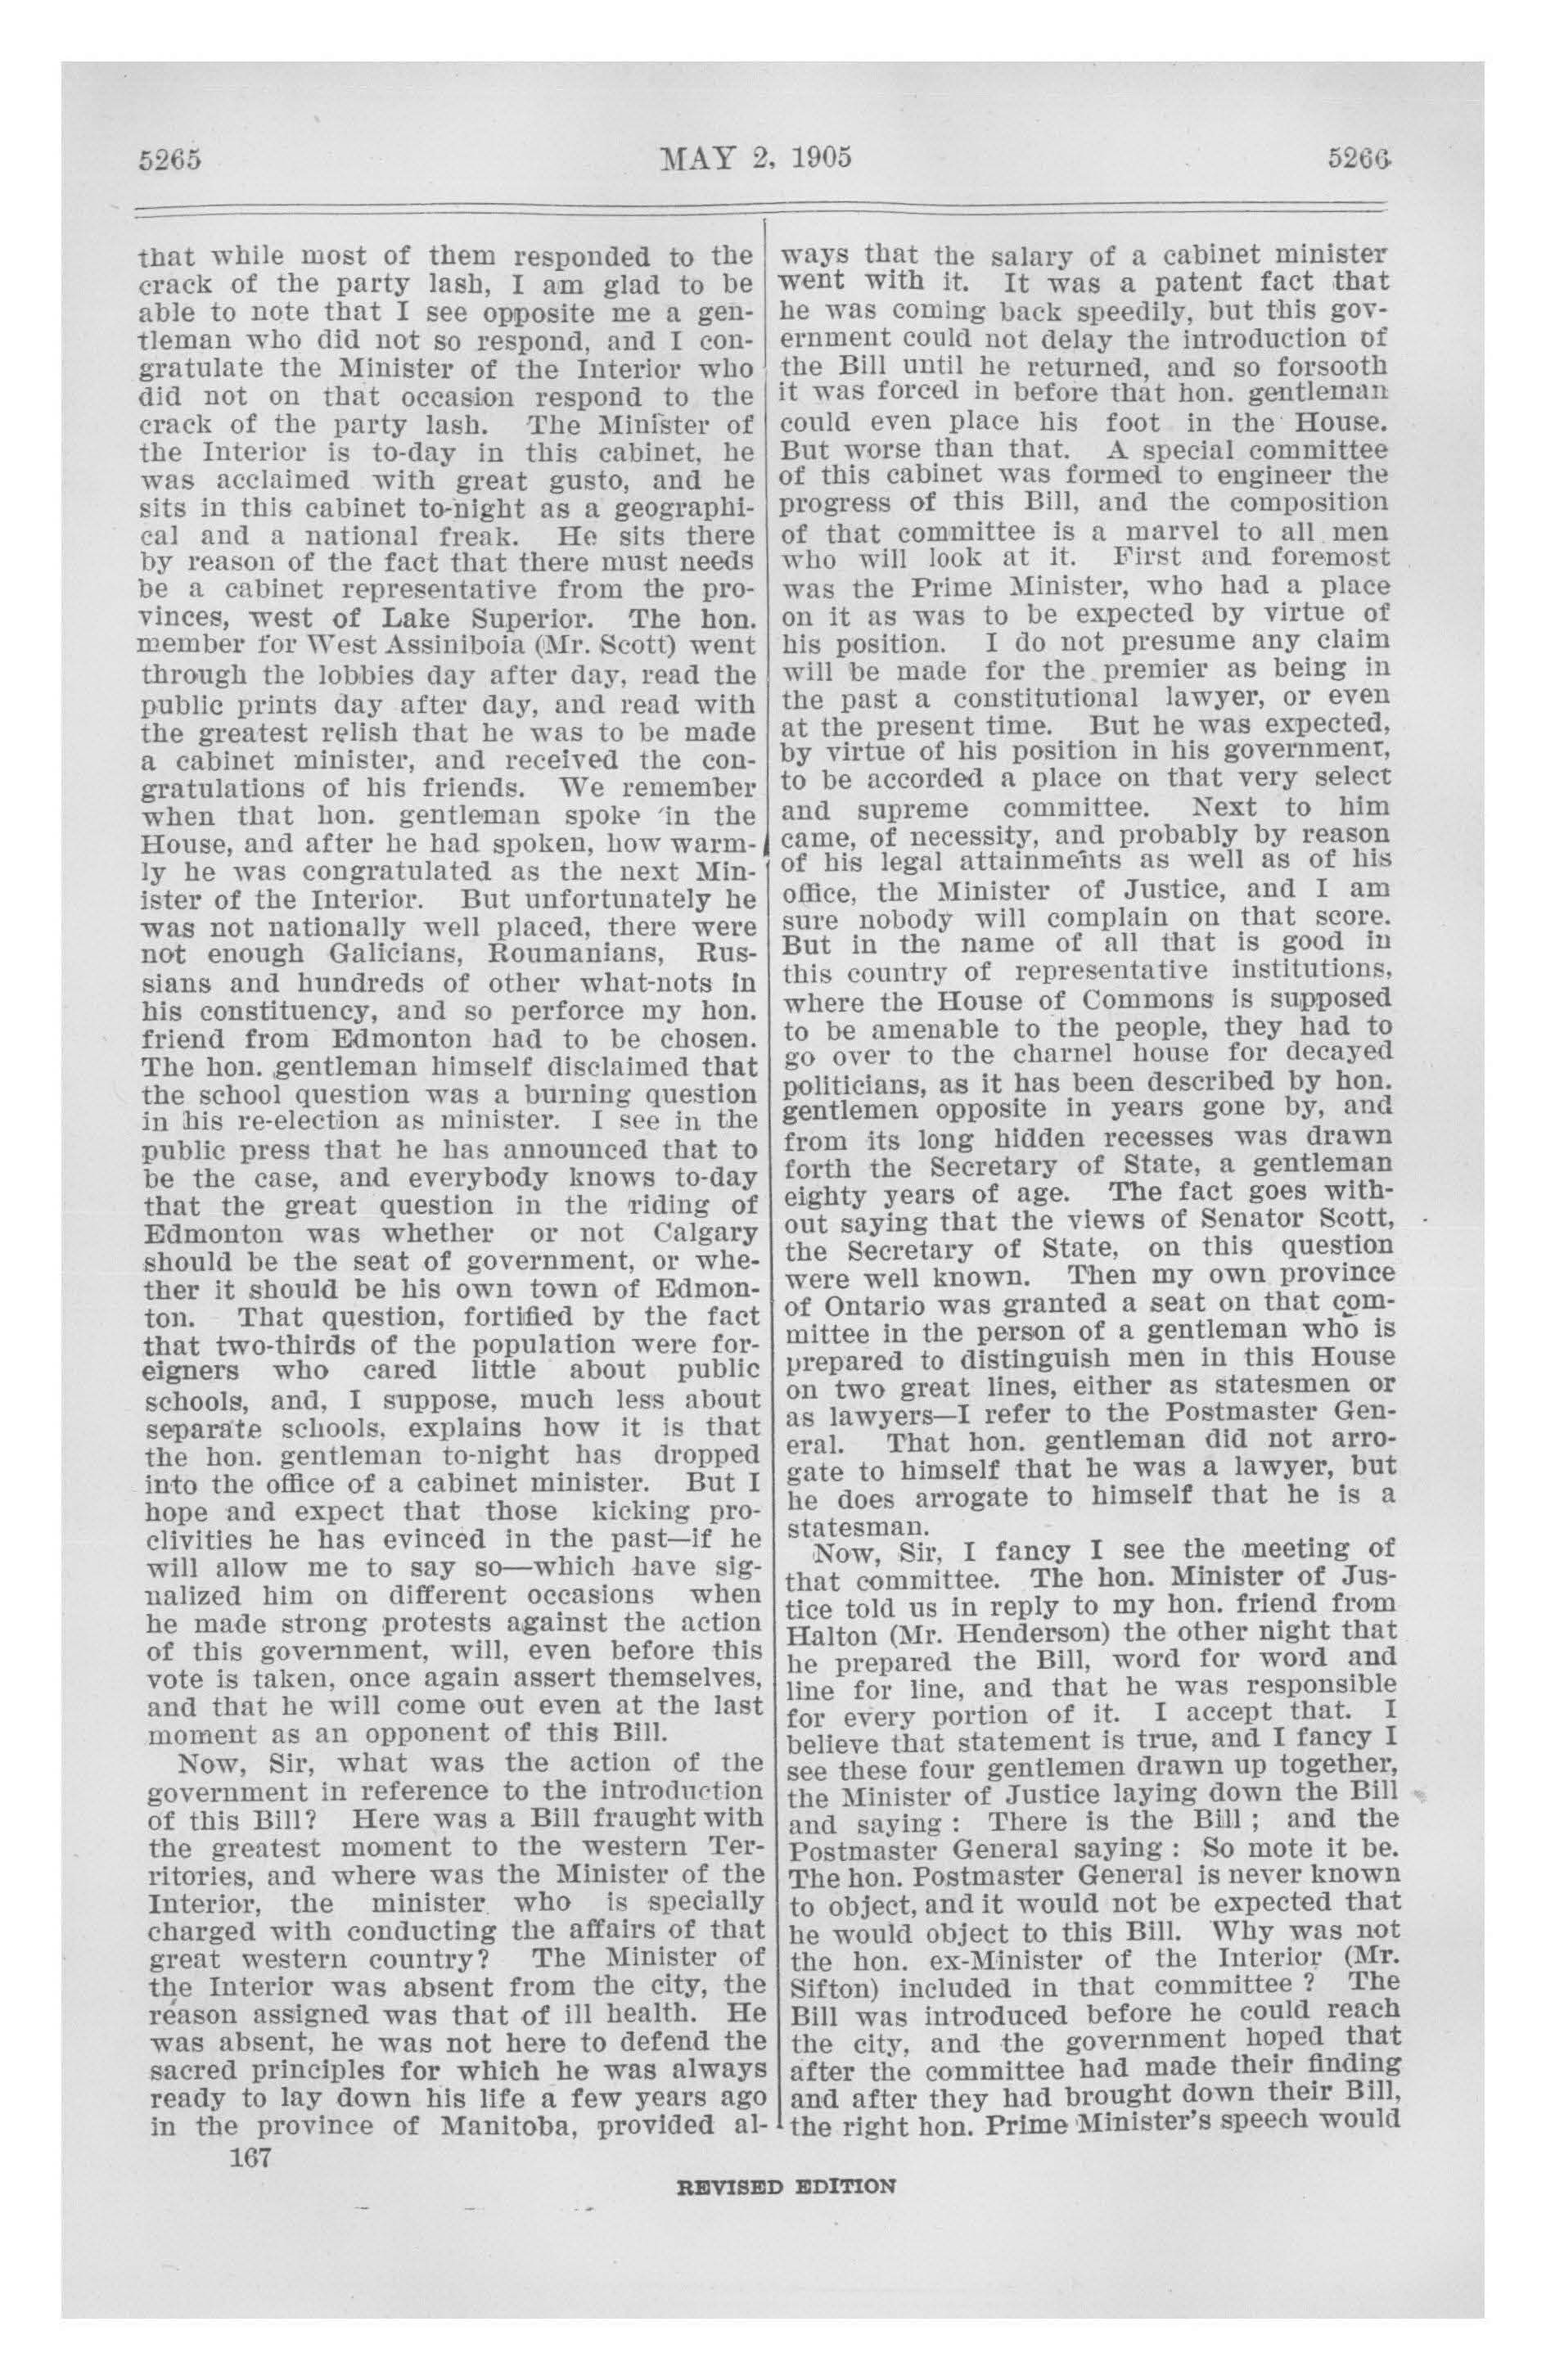 5265
MAY 2, 1905
5266
that while most of them responded to the
crack of the party lash, I am glad to be
able to note that I see opposite me a gen-
tleman who did not so respond, and I con-
gratulate the Minister of the Interior who
did not on that occasion respond to the
crack of the party lash. The Minister of
the Interior is to-day in this cabinet, he
was acclaimed with great gusto, and he
sits in this cabinet to-night as a geographi-
cal and a national freak. He sits there
by reason of the fact that there must needs
be a cabinet representative from the pro-
vinces, west of Lake Superior. The hon.
member for West Assiniboia (Mr. Scott) went
through the lobbies day after day, read the
public prints day after day, and read with
the greatest relish that he was to be made
a cabinet minister, and received the con-
gratulations of his friends. We remember
when that hon. gentleman spoke in the
House, and after he had spoken, how warm-
ly he was congratulated as the next Min-
ister of the Interior. But unfortunately he
was not nationally well placed, there were
not enough Galicians, Roumanians, Rus-
sians and hundreds of other what-nots in
his constituency, and so perforce my hon.
friend from Edmonton had to be chosen.
The hon. gentleman himself disclaimed that
the school question was a burning question
in his re-election as minister. I see in the
public press that he has announced that to
be the case, and everybody knows to-day
that the great question in the riding of
Edmonton was whether or not Calgary
should be the seat of government, or whe-
ther it should be his own town of Edmon-
ton. That question, fortified by the fact
that two-thirds of the population were for-
eigners who cared little about public
schools, and, I suppose, much less about
separate schools, explains how it is that
the hon. gentleman to-night has dropped
into the office of a cabinet minister. But I
hope and expect that those kicking pro-
clivities he has evinced in the past—if he
will allow me to say so—which have sig-
nalized him on different occasions when
he made strong protests against the action
of this government, will, even before this
vote is taken, once again assert themselves,
and that he will come out even at the last
moment as an opponent of this Bill.
Now, Sir, what was the action of the
government in reference to the introduction
of this Bill? Here was a Bill fraught with
the greatest moment to the western Ter-
ritories, and where was the Minister of the
Interior, the minister who is specially
charged with conducting the affairs of that
great western country? The Minister of
the Interior was absent from the city, the
reason assigned was that of ill health. He
was absent, he was not here to defend the
sacred principles for which he was always
ready to lay down his life a few years ago
in the province of Manitoba, provided al-
167
ways that the salary of a cabinet minister
went with it. It was a patent fact that
he was coming back speedily, but this gov-
ernment could not delay the introduction of
the Bill until he returned, and so forsooth
it was forced in before that hon. gentleman
could even place his foot in the House.
But worse than that. A special committee
of this cabinet was formed to engineer the
progress of this Bill, and the composition
of that committee is a marvel to all men
who will look at it. First and foremost
was the Prime Minister, who had a place
on it as was to be expected by virtue of
his position. I do not presume any claim
will be made for the premier as being in
the past a constitutional lawyer, or even
at the present time. But he was expected,
by virtue of his position in his government,
to be accorded a place on that very select
and supreme committee. Next to him
came, of necessity, and probably by reason
of his legal attainments as well as of his
office, the Minister of Justice, and I am
sure nobody will complain on that score.
But in the name of all that is good in
this country of representative institutions,
where the House of Commons is supposed
to be amenable to the people, they had to
go over to the charnel house for decayed
politicians, as it has been described by hon.
gentlemen opposite in years gone by, and
from its long hidden recesses was drawn
forth the Secretary of State, a gentleman
eighty years of age. The fact goes with-
out saying that the views of Senator Scott,
the Secretary of State, on this question
were well known. Then my own province
of Ontario was granted a seat on that com-
mittee in the person of a gentleman who is
prepared to distinguish men in this House
on two great lines, either as statesmen or
as lawyers—I refer to the Postmaster Gen-
eral. That hon. gentleman did not arro-
gate to himself that he was a lawyer, but
he does arrogate to himself that he is a
statesman.
Now, Sir, I fancy I see the meeting of
that committee. The hon. Minister of Jus-
tice told us in reply to my hon. friend from
Halton (Mr. Henderson) the other night that
he prepared the Bill, word for word and
line for line, and that he was responsible
for every portion of it. I accept that. I
believe that statement is true, and I fancy I
see these four gentlemen drawn up together,
the Minister of Justice laying down the Bill
and saying : There is the Bill ; and the
Postmaster General saying : So mote it be.
The hon. Postmaster General is never known
to object, and it would not be expected that
he would object to this Bill. Why was not
the hon. ex-Minister of the Interior (Mr.
Sifton) included in that committee ? The
Bill was introduced before he could reach
the city, and the government hoped that
after the committee had made their finding
and after they had brought down their Bill,
the right hon. Prime Minister's speech would
REVISED EDITION